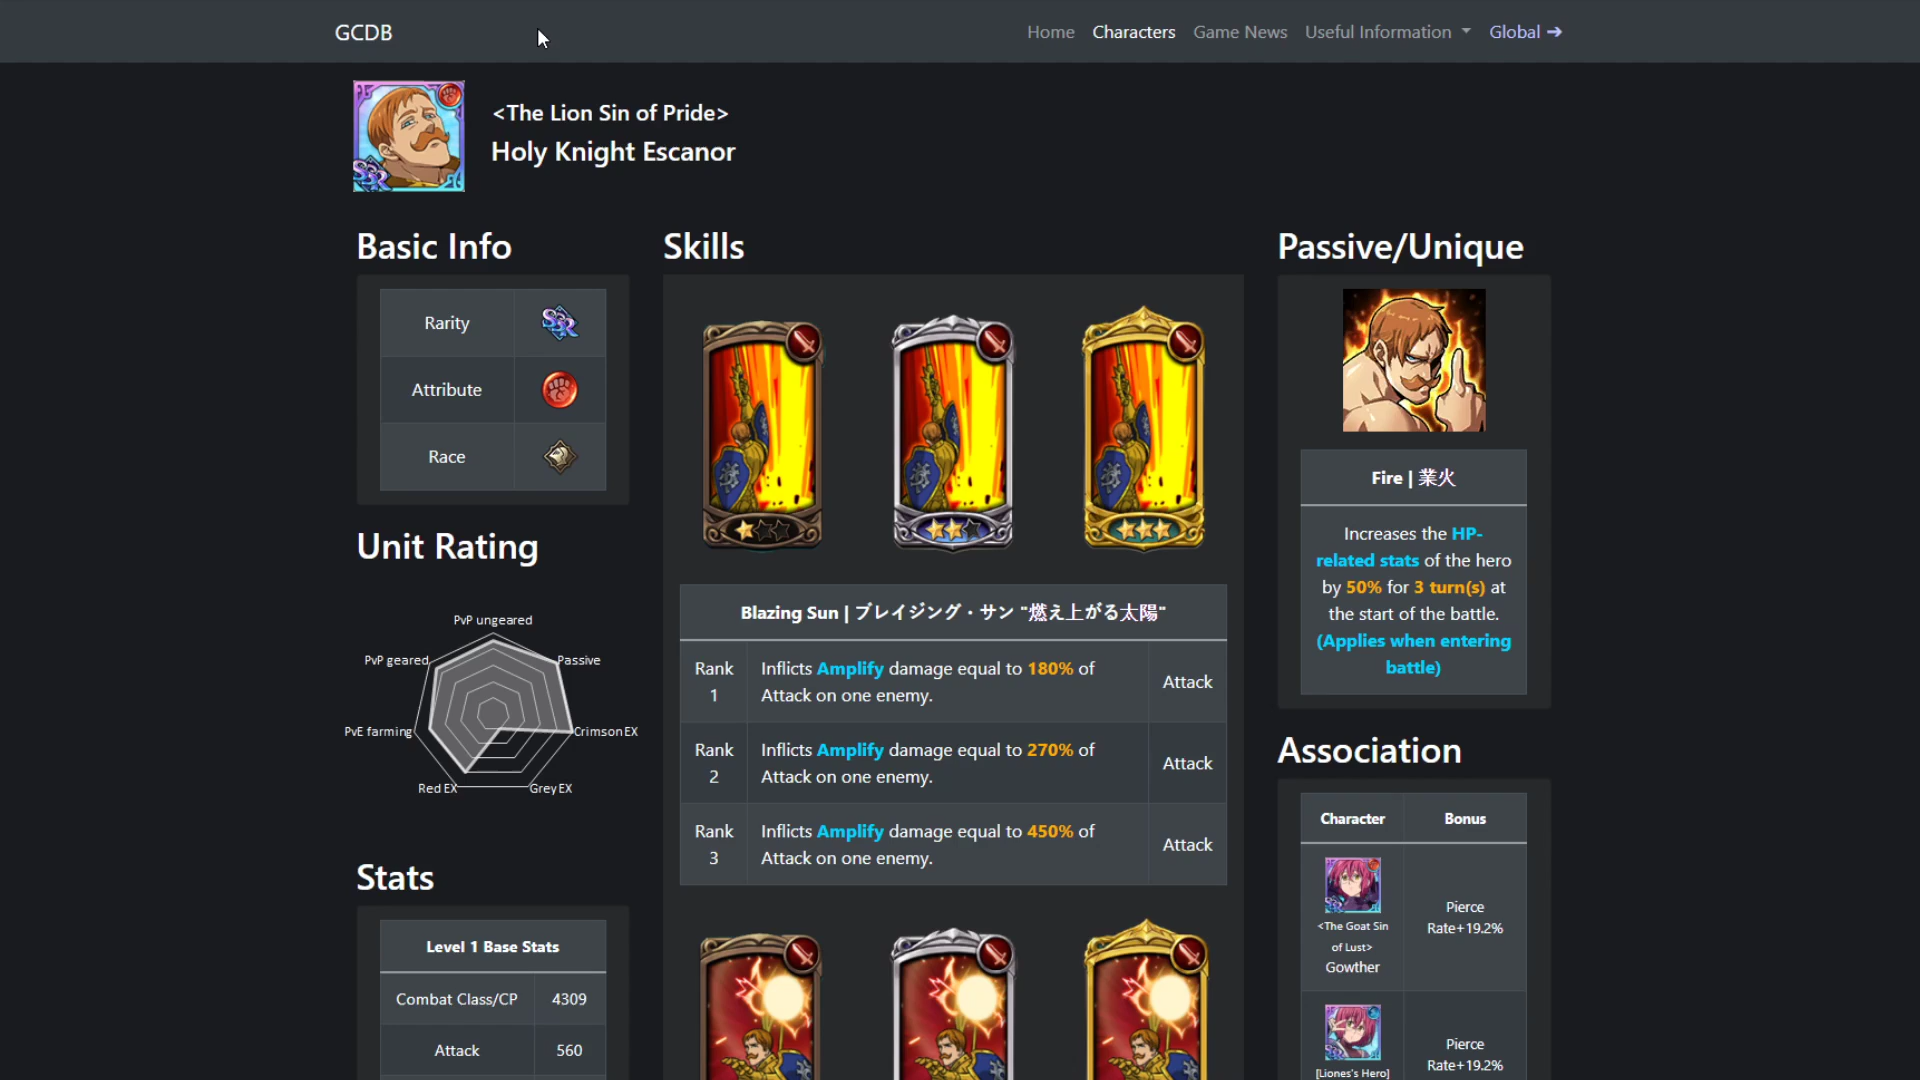 GCDB
Home Characters Game News Useful Information Global ➔
<The Lion Sin of Pride>
Holy Knight Escanor
Basic Info
Rarity
SSR
Attribute
Race
Unit Rating
PvP ungeared
PvP geared
Passive
PvE farming
Crimson EX
Red EX
Grey EX
Stats
Level 1 Base Stats
Combat Class/CP 4309
Attack 560
Skills
Blazing Sun | ブレイジング・サン "燃え上がる太陽"
Rank 1
Inflicts Amplify damage equal to 180% of
Attack on one enemy.
Attack
Rank 2
Inflicts Amplify damage equal to 270% of
Attack on one enemy.
Attack
Rank 3
Inflicts Amplify damage equal to 450% of
Attack on one enemy.
Attack
Passive/Unique
Fire | 業火
Increases the HP-
related stats of the hero
by 50% for 3 turn(s) at
the start of the battle.
(Applies when entering
battle)
Association
Character Bonus
<The Goat Sin
of Lust>
Gowther
Pierce
Rate+19.2%
[Liones's Hero]
Pierce
Rate+19.2%